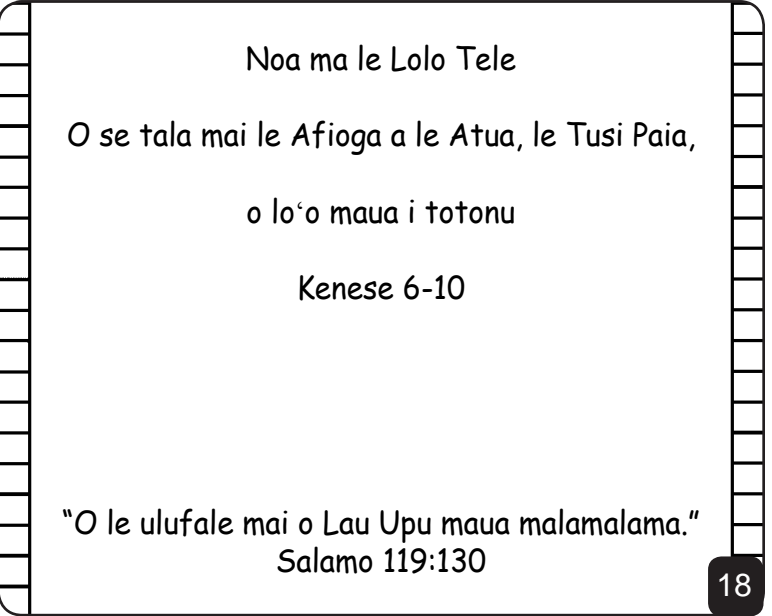 Noa ma le Lolo Tele
O se tala mai le Afioga a le Atua, le Tusi Paia,
o loʻo maua i totonu
Kenese 6-10
“O le ulufale mai o Lau Upu maua malamalama.”
Salamo 119:130
18